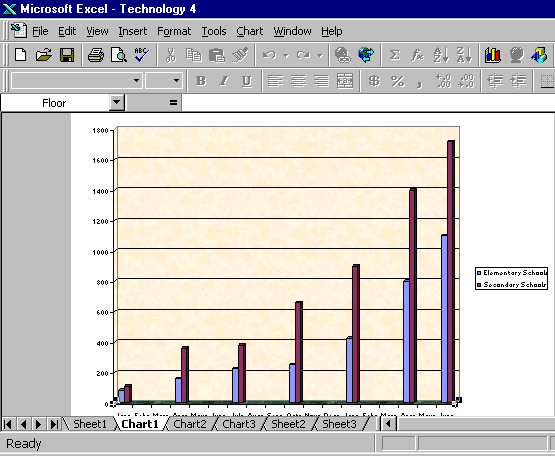 Microsoft Excel - Technology 4
File Edit View Insert Format Tools Chart Window Help
Floor =
1800
1600
1400
1200
1000
800
600
400
200
0
Elementary Schools
Secondary Schools
Sheet1 Chart1 Chart2 Chart3 Sheet2 Sheet3
Ready